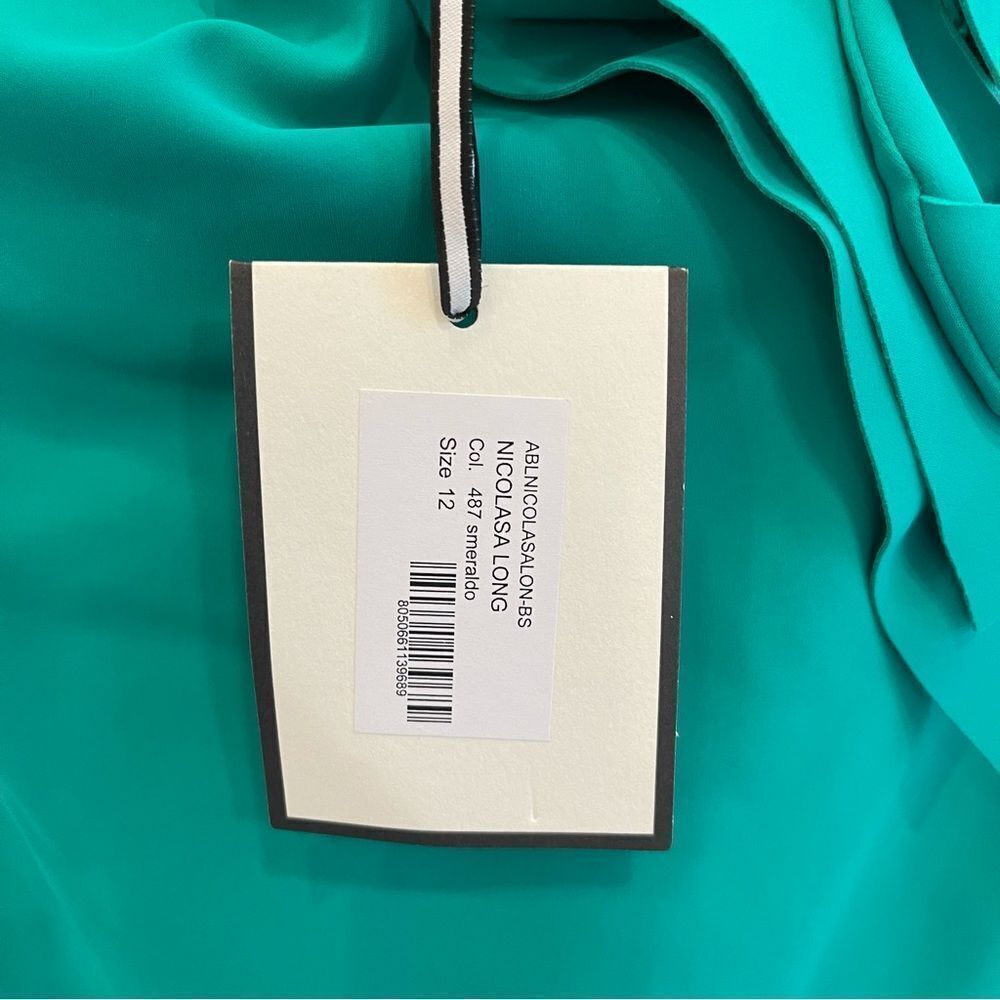 ABLNICOLASALON-BS
NICOLASA LONG
Col. 487 smeraldo
Size 12
8050661139689